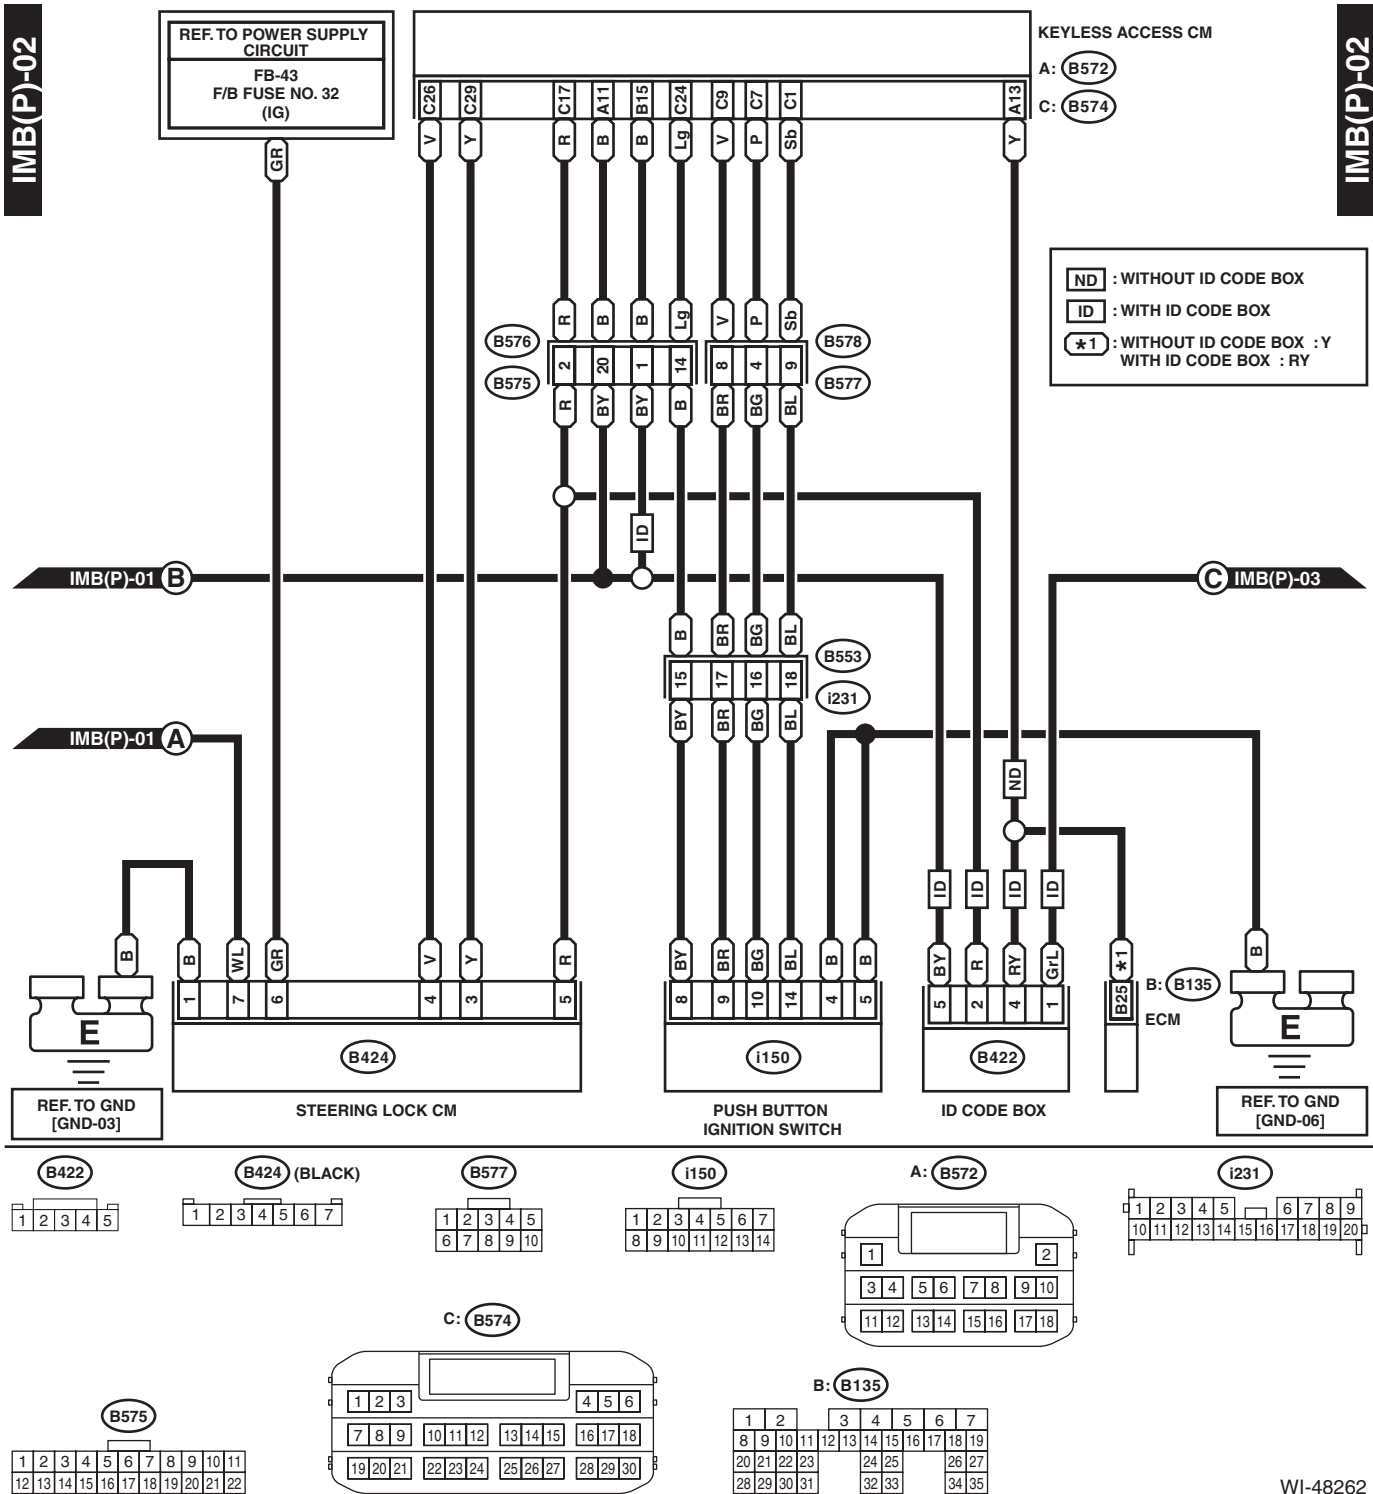 IMB(P)-02
IMB(P)-02
REF. TO POWER SUPPLY
CIRCUIT
FB-43
F/B FUSE NO. 32
(IG)
KEYLESS ACCESS CM
A: B572
C: B574
C26 C29 C17 A11 B15 C24 C9 C7 C1 A13
V Y R B B Lg V P Sb Y
GR
ND : WITHOUT ID CODE BOX
ID : WITH ID CODE BOX
*1 : WITHOUT ID CODE BOX : Y
WITH ID CODE BOX : RY
R B B Lg V P Sb
B576 B578
2 20 1 14 8 4 9
B575 B577
R BY BY B BR BG BL
ID
IMB(P)-01 B
C IMB(P)-03
B BR BG BL
B553
15 17 16 18
i231
BY BR BG BL
IMB(P)-01 A
ND
ID ID ID ID
B B WL GR V Y R BY BR BG BL B B BY R RY GrL *1 B
1 7 6 4 3 5 8 9 10 14 4 5 5 2 4 1 B25
B: B135
ECM
E E
B424 i150 B422
REF. TO GND
[GND-03]
STEERING LOCK CM
PUSH BUTTON
IGNITION SWITCH
ID CODE BOX
REF. TO GND
[GND-06]
B422
1 2 3 4 5
B424 (BLACK)
1 2 3 4 5 6 7
B577
1 2 3 4 5
6 7 8 9 10
i150
1 2 3 4 5 6 7
8 9 10 11 12 13 14
A: B572
1 2
3 4 5 6 7 8 9 10
11 12 13 14 15 16 17 18
i231
1 2 3 4 5 6 7 8 9
10 11 12 13 14 15 16 17 18 19 20
C: B574
1 2 3 4 5 6
7 8 9 10 11 12 13 14 15 16 17 18
19 20 21 22 23 24 25 26 27 28 29 30
B575
1 2 3 4 5 6 7 8 9 10 11
12 13 14 15 16 17 18 19 20 21 22
B: B135
1 2 3 4 5 6 7
8 9 10 11 12 13 14 15 16 17 18 19
20 21 22 23 24 25 26 27
28 29 30 31 32 33 34 35
WI-48262